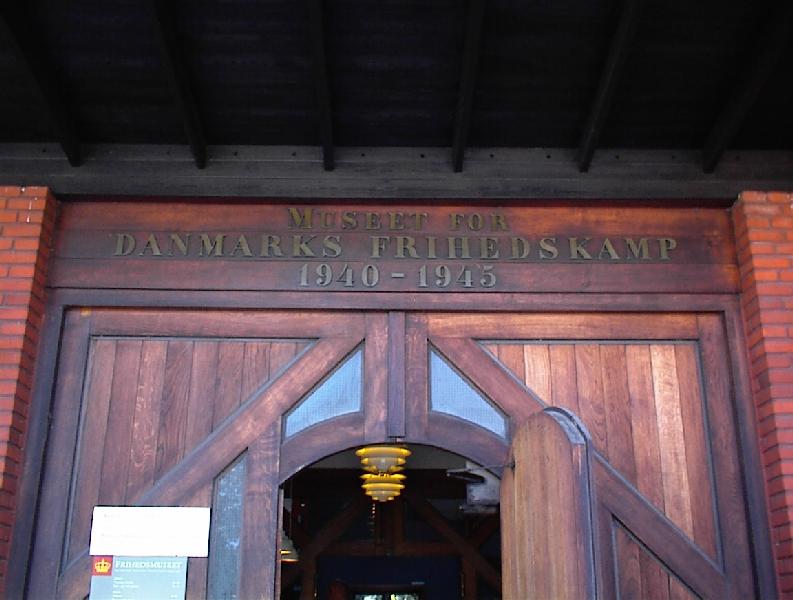 MUSEET FOR
DANMARKS FRIHEDSKAMP
1940 - 1945
FRIHEDSMUSEET